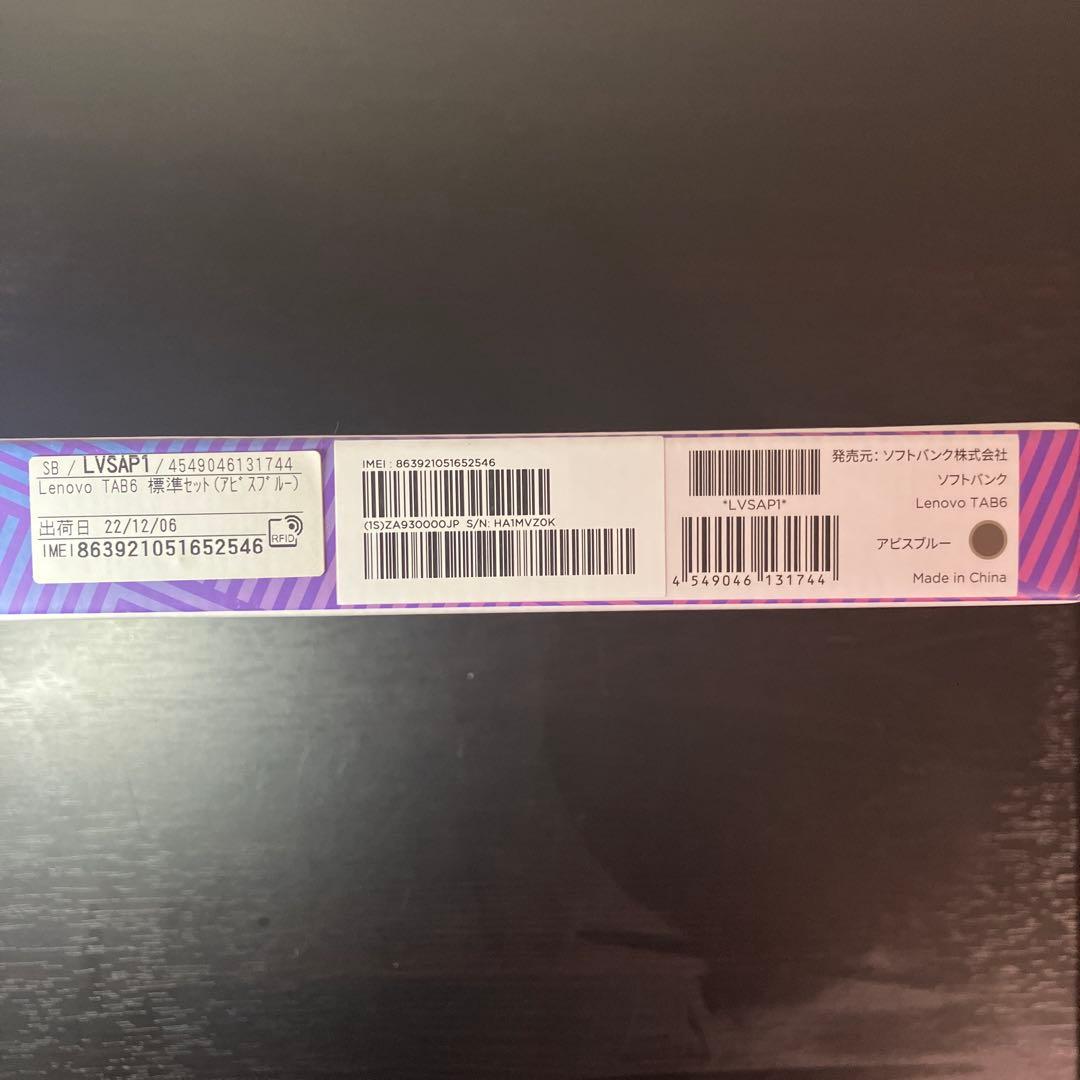 SB / LVSAP1 / 4549046131744
Lenovo TAB6 標準ｾｯﾄ(ｱﾋﾞｽﾌﾞﾙｰ)
出荷日 22/12/06
RFID
IMEI 863921051652546
IMEI : 863921051652546
(1S)ZA930000JP S/N: HA1MVZ0K
*LVSAP1*
4 549046 131744
発売元: ソフトバンク株式会社
ソフトバンク
Lenovo TAB6
アビスブルー
Made in China